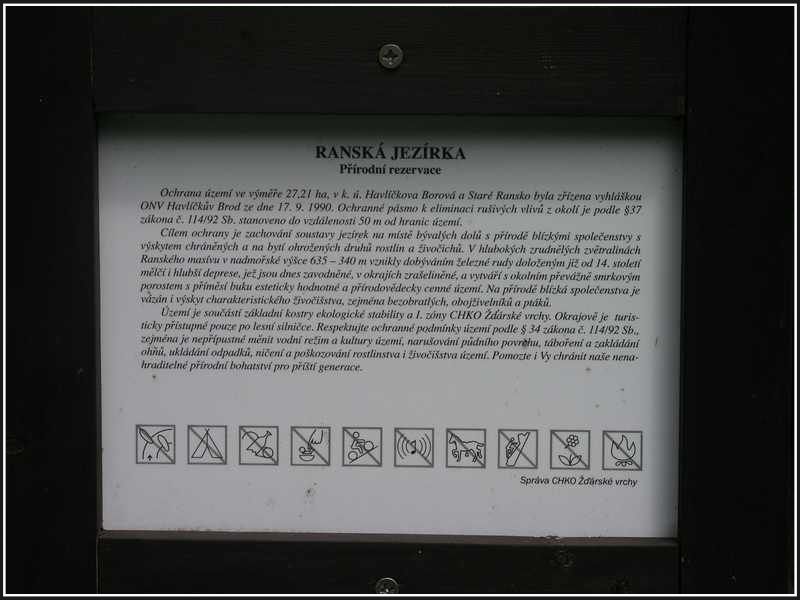 RANSKÁ JEZÍRKA
Přírodní rezervace
Ochrana území ve výměře 27,21 ha, v k. ú. Havlíčkova Borová a Staré Ransko byla zřízena vyhláškou
ONV Havlíčkův Brod ze dne 17. 9. 1990. Ochranné pásmo k eliminaci rušivých vlivů z okolí je podle §37
zákona č. 114/92 Sb. stanoveno do vzdálenosti 50 m od hranic území.
Cílem ochrany je zachování soustavy jezírek na místě bývalých dolů s přírodě blízkými společenstvy s
výskytem chráněných a na bytí ohrožených druhů rostlin a živočichů. V hlubokých zrudnělých zvětralinách
Ranského masívu v nadmořské výšce 635 – 340 m vznikly dobýváním železné rudy doloženým již od 14. století
mělčí i hlubší deprese, jež jsou dnes zavodněné, v okrajích zrašeliněné, a vytváří s okolním převážně smrkovým
porostem s příměsí buku esteticky hodnotné a přírodovědecky cenné území. Na přírodě blízká společenstva je
vázán i výskyt charakteristického živočišstva, zejména bezobratlých, obojživelníků a ptáků.
Území je součástí základní kostry ekologické stability a I. zóny CHKO Žďárské vrchy. Okrajově je turis-
ticky přístupné pouze po lesní silničce. Respektujte ochranné podmínky území podle § 34 zákona č. 114/92 Sb.,
zejména je nepřípustné měnit vodní režim a kultury území, narušování půdního povrchu, táboření a zakládání
ohňů, ukládání odpadků, ničení a poškozování rostlinstva i živočišstva území. Pomozte i Vy chránit naše nena-
hraditelné přírodní bohatství pro příští generace.
Správa CHKO Žďárské vrchy